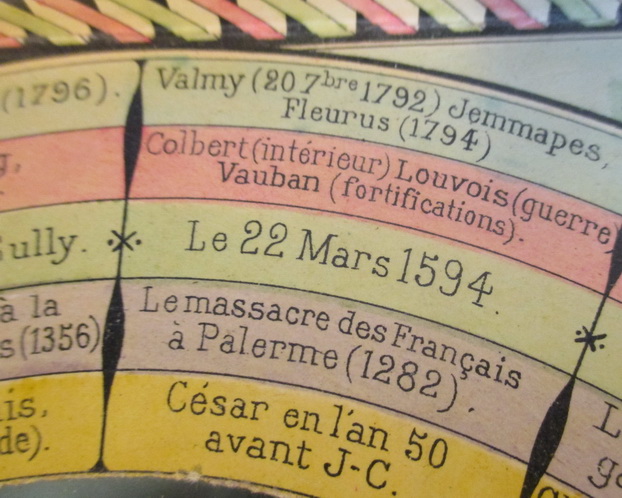 (1796).
Valmy (20 7bre 1792) Jemmapes,
Fleurus (1794)
Colbert (intérieur) Louvois (guerre)
Vauban (fortifications).
ully.
Le 22 Mars 1594.
à la
s (1356)
Le massacre des Français
à Palerme (1282).
is,
de).
César en l'an 50
avant J-C.